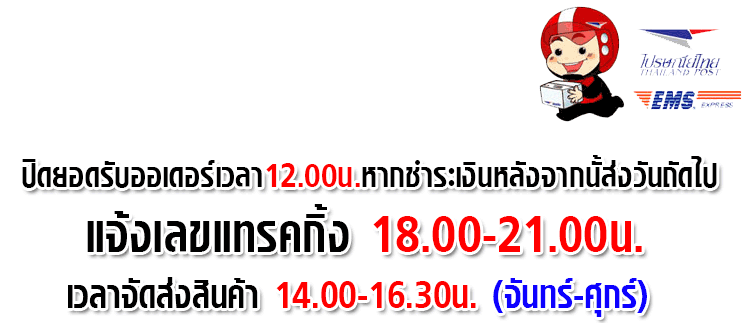 ไปรษณีย์ไทย
THAILAND POST
EMS. EXPRESS
ปิดยอดรับออเดอร์เวลา12.00น.หากชำระเงินหลังจากนั้ส่งวันถัดไป
แจ้งเลขแทรคกิ้ง 18.00-21.00น.
เวลาจัดส่งสินค้า 14.00-16.30น. (จันทร์-ศุกร์)